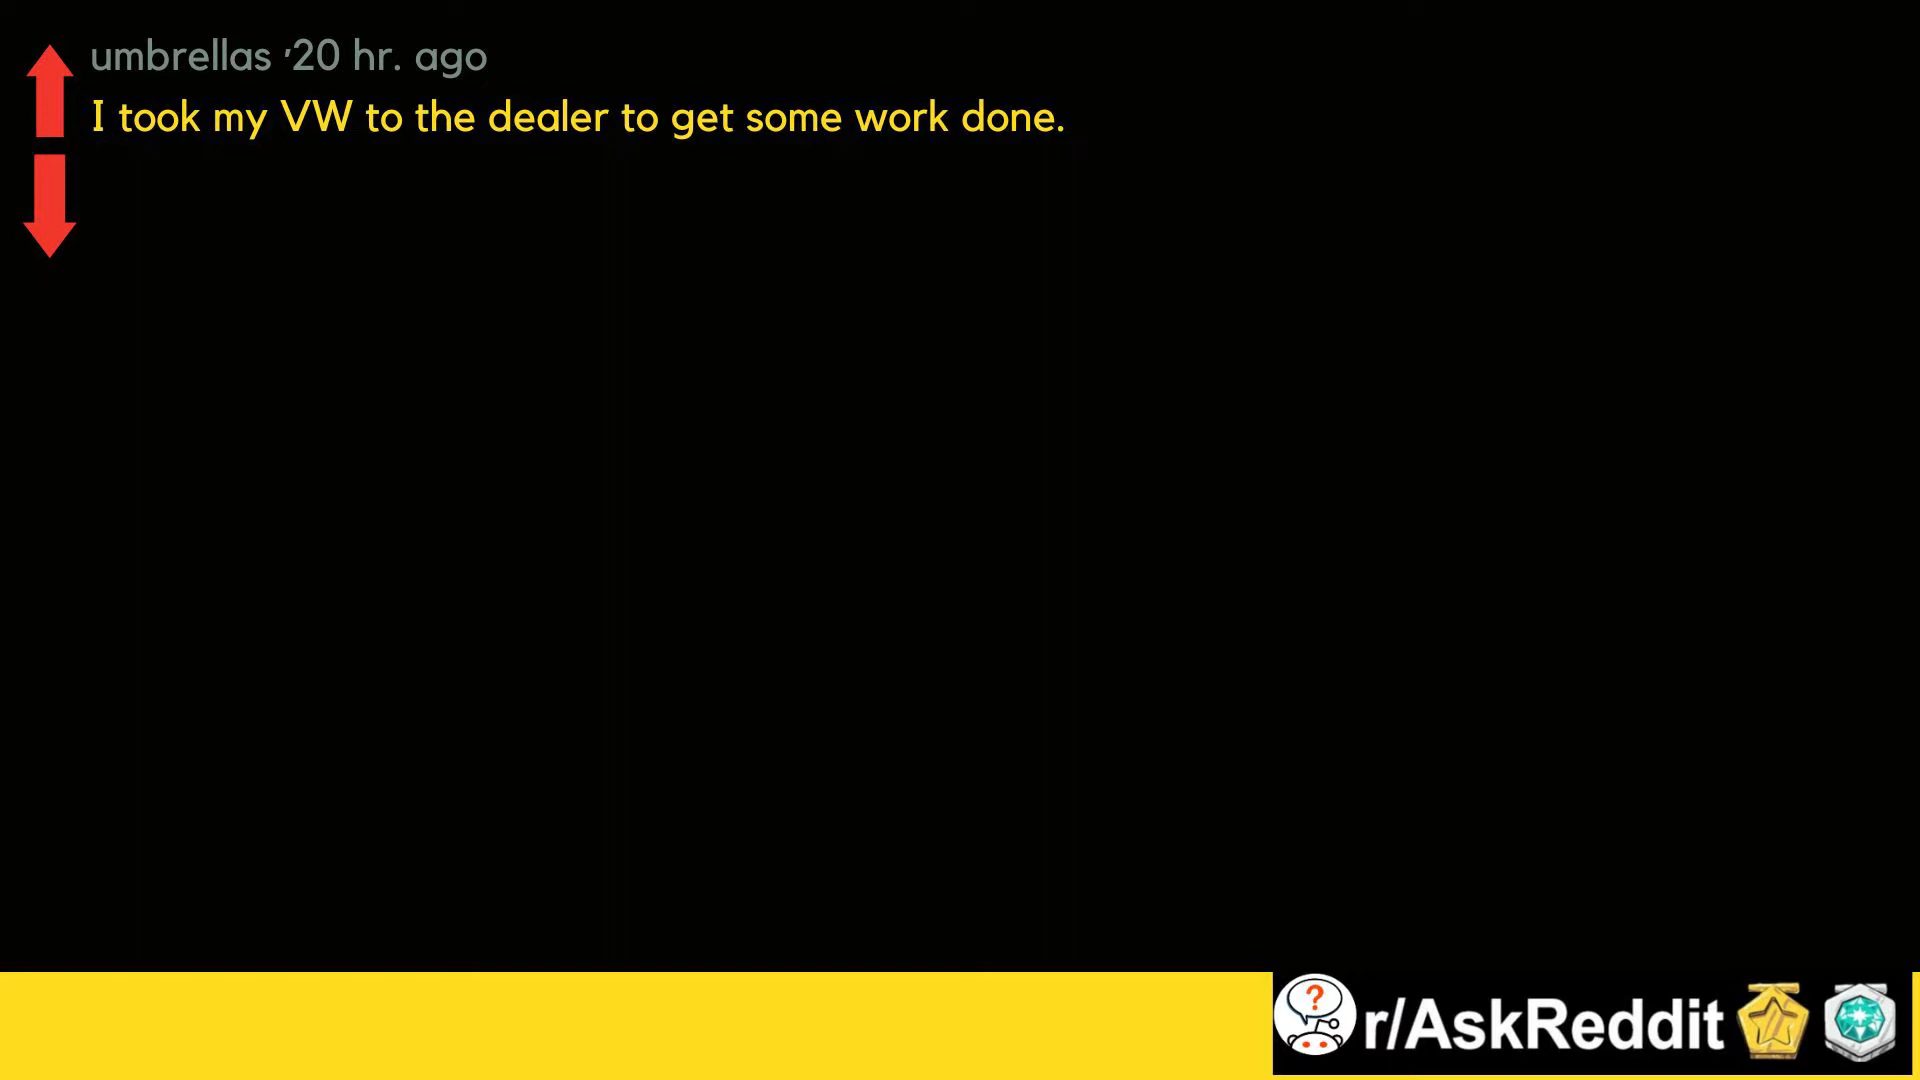 umbrellas ·20 hr. ago
I took my VW to the dealer to get some work done.
?
r/AskReddit